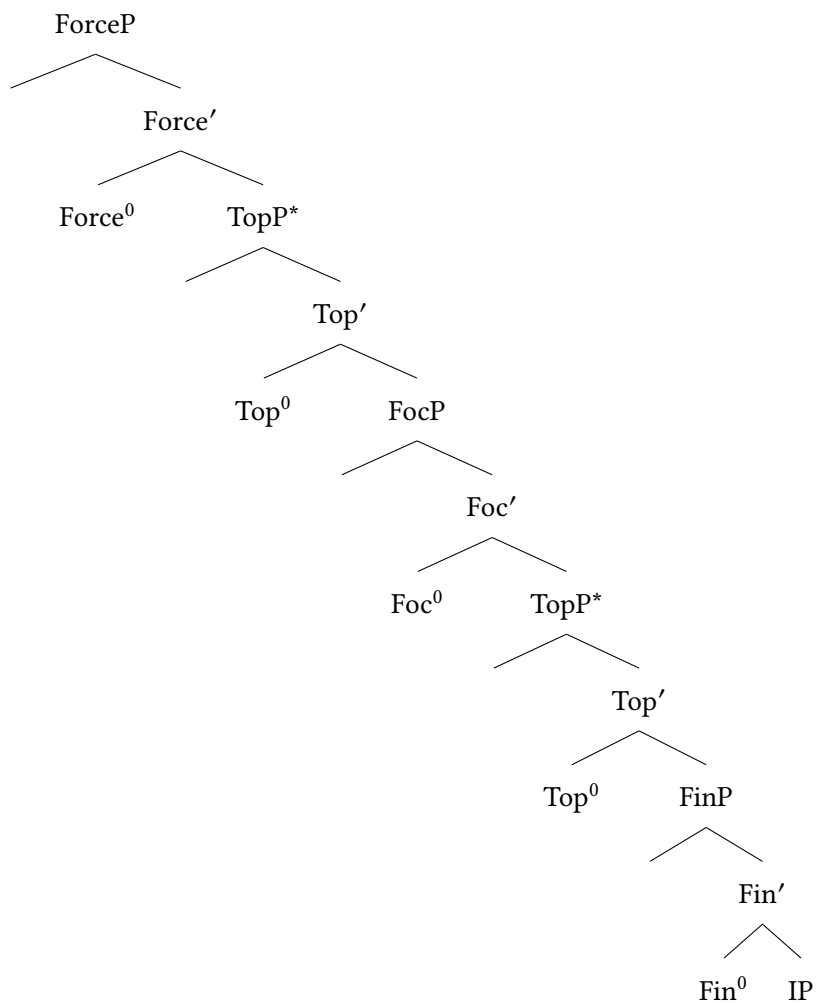 ForceP
Force′
Force⁰ TopP*
Top′
Top⁰ FocP
Foc′
Foc⁰ TopP*
Top′
Top⁰ FinP
Fin′
Fin⁰ IP